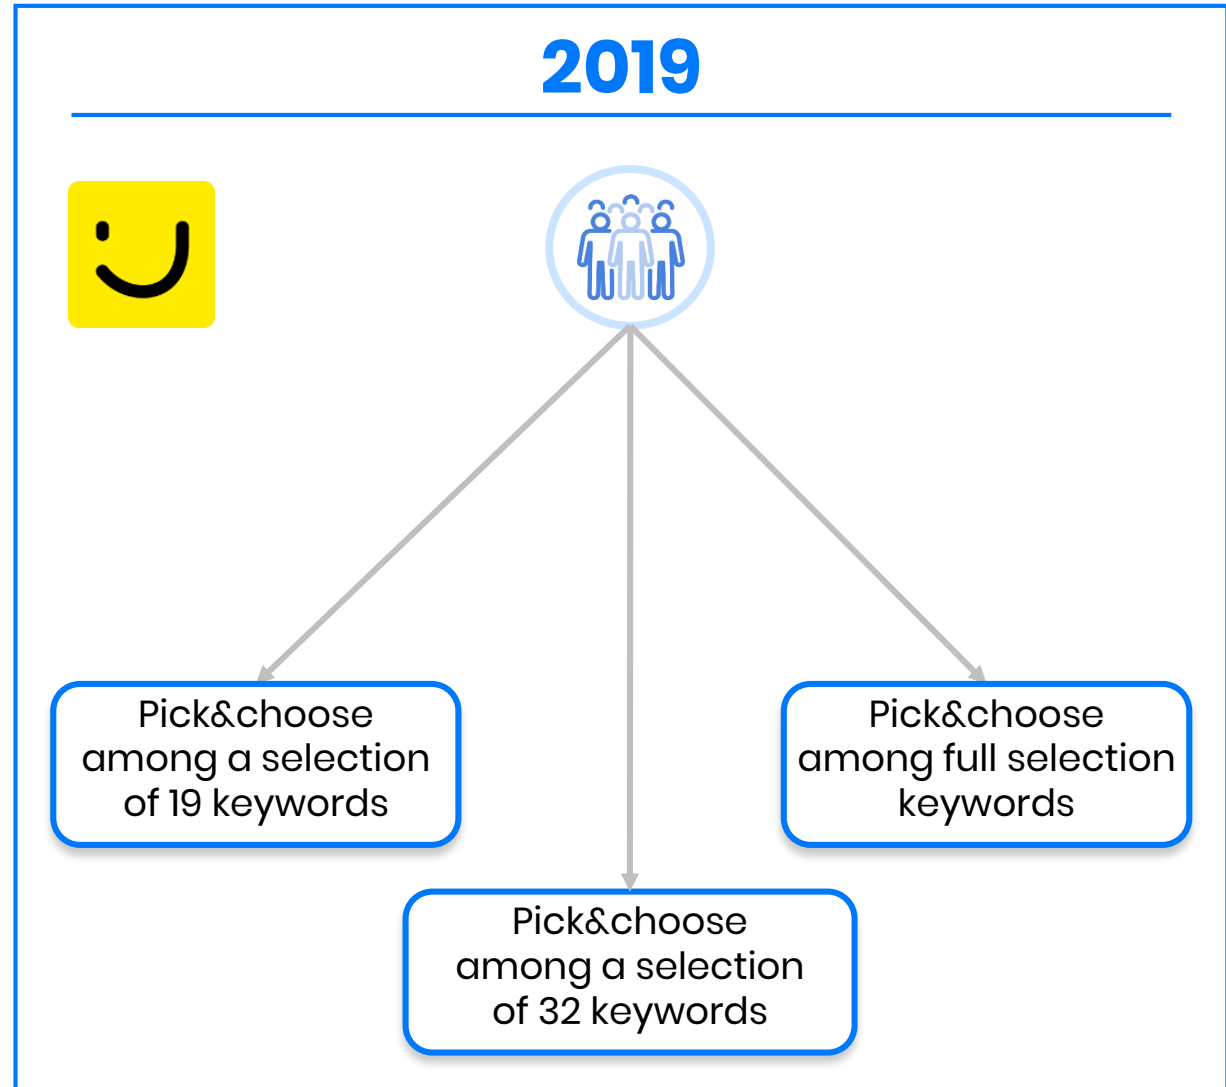 2019
Pick&choose
among a selection
of 19 keywords
Pick&choose
among full selection
keywords
Pick&choose
among a selection
of 32 keywords